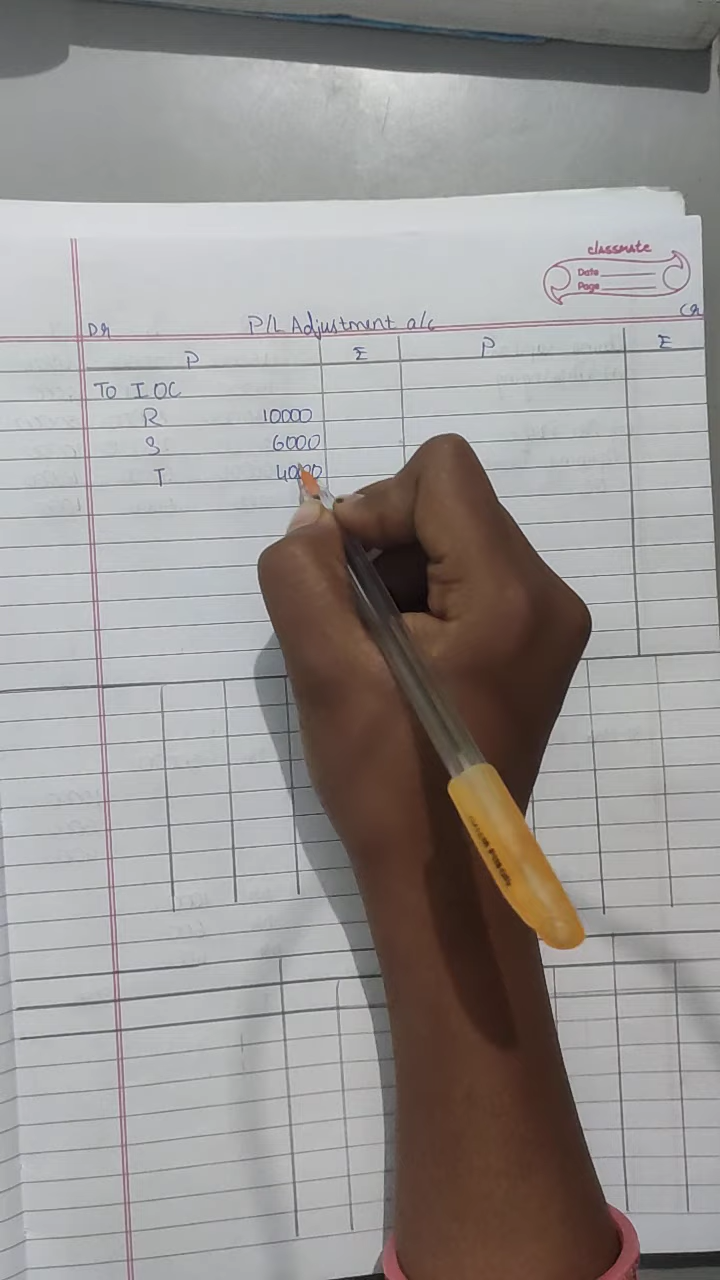 classmate
Date
Page
Dr P/L Adjustment a/c Cr
P ₹ P ₹
To IOC
R 10000
S 6000
T 4000